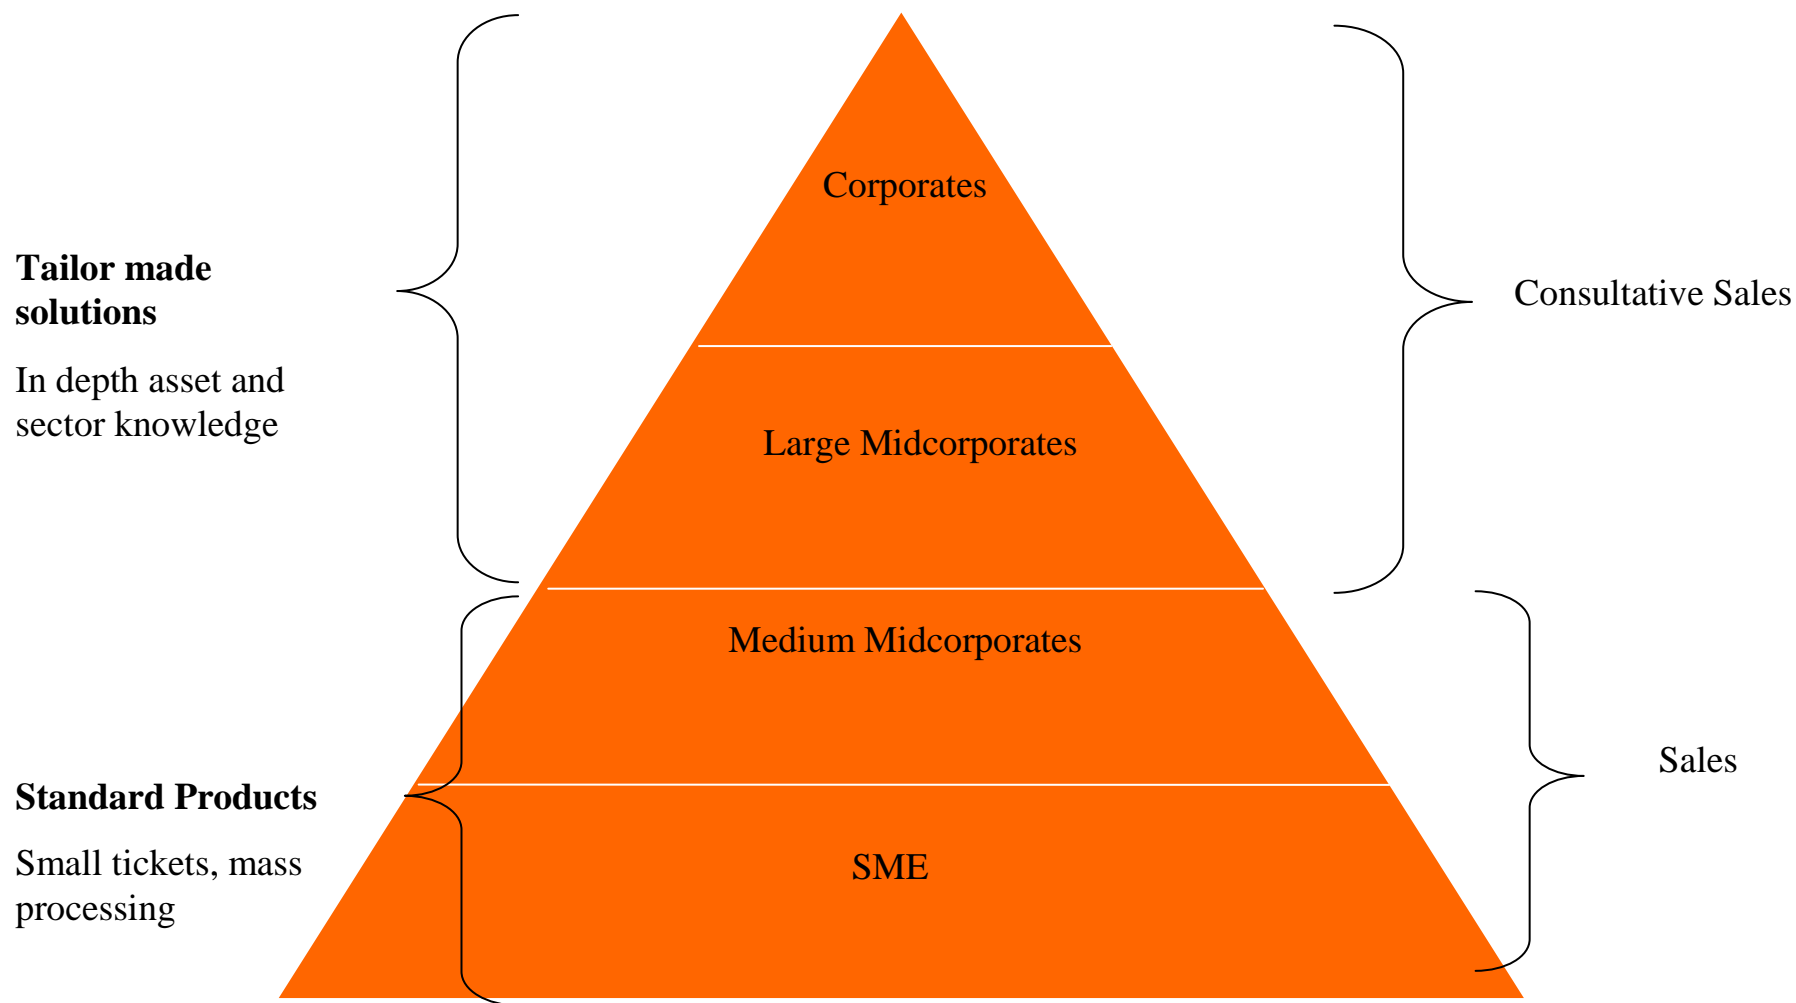 Corporates
Tailor made
solutions
In depth asset and
sector knowledge
Consultative Sales
Large Midcorporates
Medium Midcorporates
Standard Products
Small tickets, mass
processing
Sales
SME